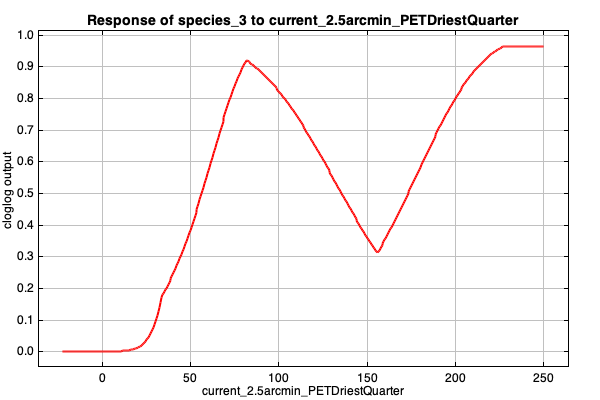 Response of species_3 to current_2.5arcmin_PETDriestQuarter
1.0
0.9
0.8
0.7
0.6
0.5
0.4
0.3
0.2
0.1
0.0
cloglog output
0 50 100 150 200 250
current_2.5arcmin_PETDriestQuarter